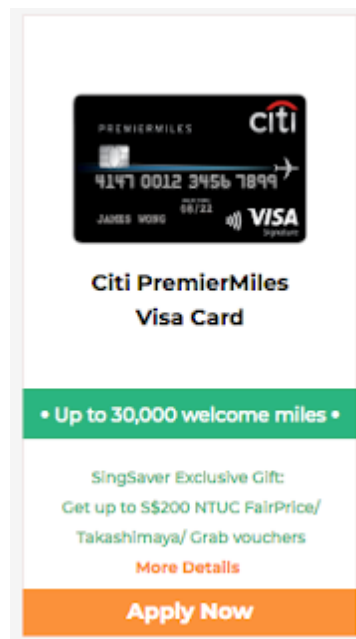 PREMIERMILES
citi
4147 0012 3456 7899
08/22
JAMES WONG
VISA
Signature
Citi PremierMiles
Visa Card
• Up to 30,000 welcome miles •
SingSaver Exclusive Gift:
Get up to S$200 NTUC FairPrice/
Takashimaya/ Grab vouchers
More Details
Apply Now